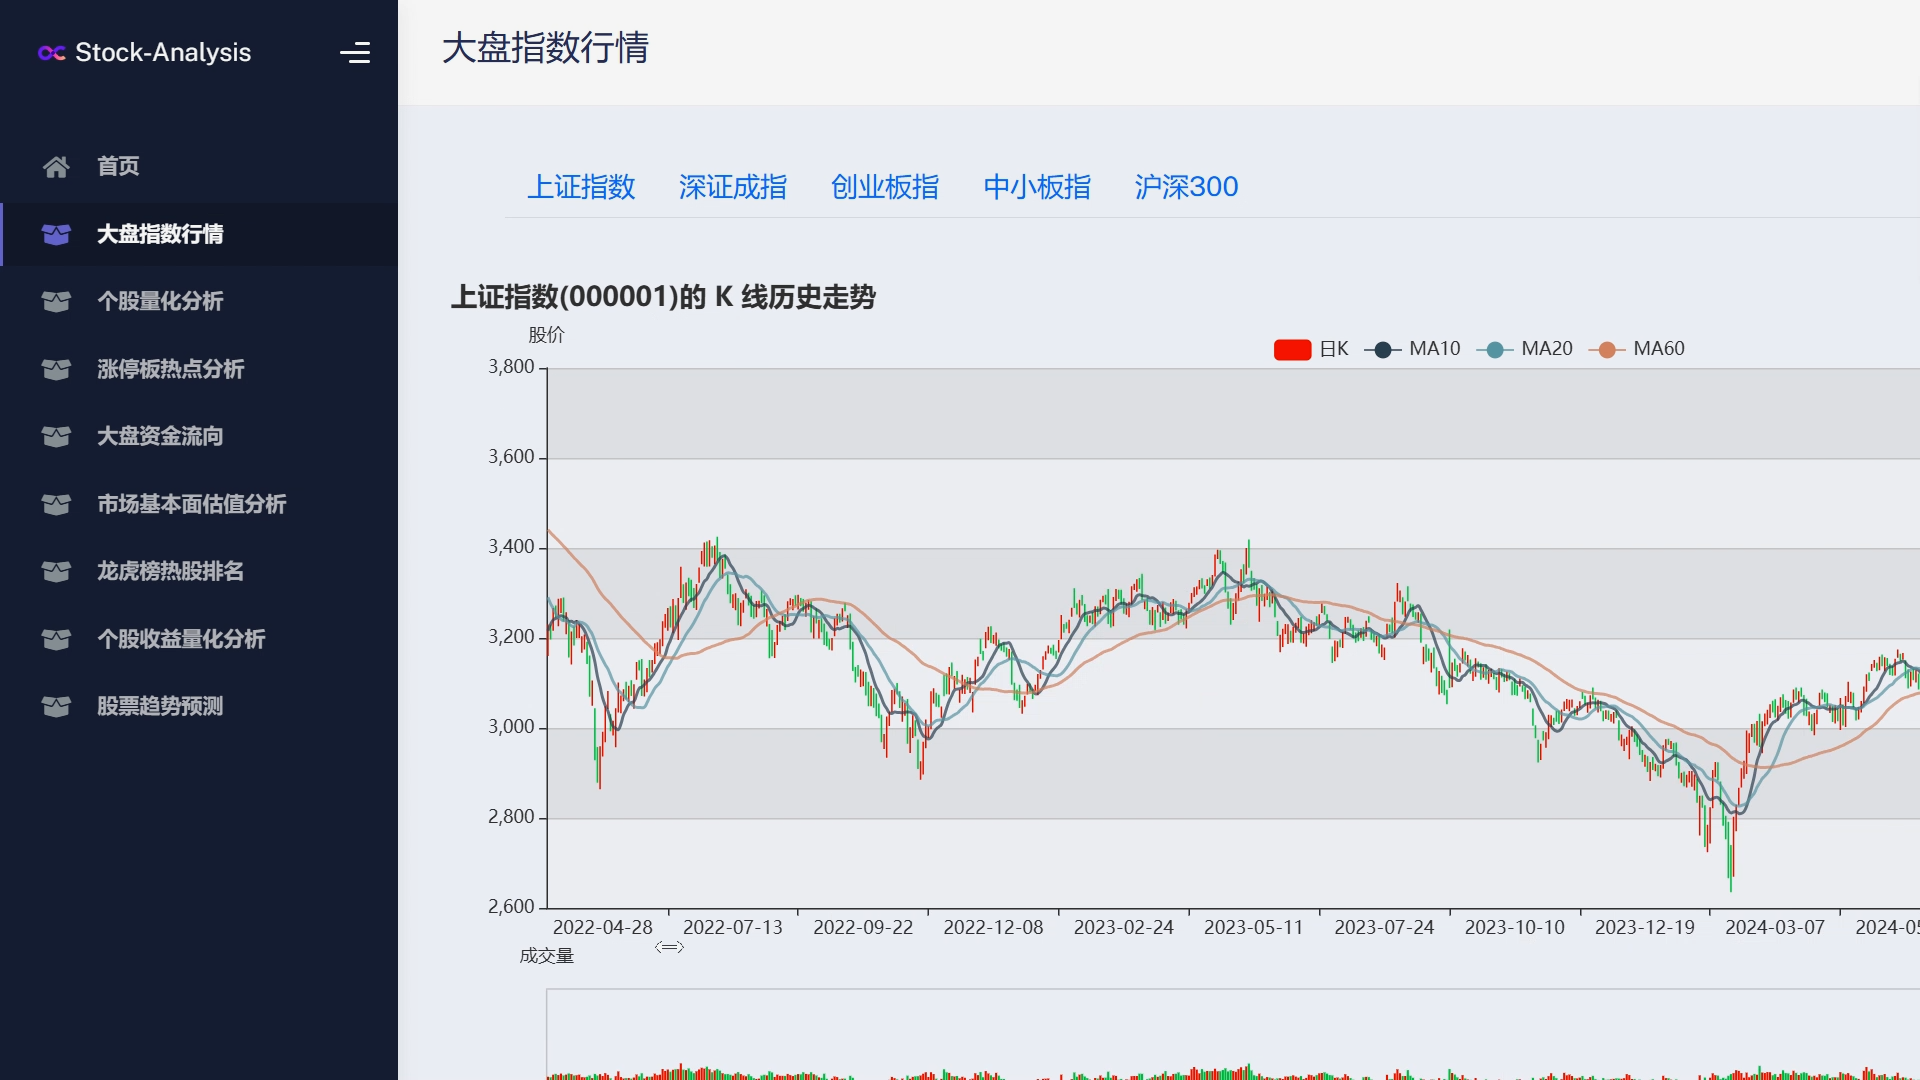 Stock-Analysis
大盘指数行情
首页
大盘指数行情
个股量化分析
涨停板热点分析
大盘资金流向
市场基本面估值分析
龙虎榜热股排名
个股收益量化分析
股票趋势预测
上证指数 深证成指 创业板指 中小板指 沪深300
上证指数(000001)的 K 线历史走势
股价
日K MA10 MA20 MA60
3,800
3,600
3,400
3,200
3,000
2,800
2,600
2022-04-28 2022-07-13 2022-09-22 2022-12-08 2023-02-24 2023-05-11 2023-07-24 2023-10-10 2023-12-19 2024-03-07 2024-05
成交量